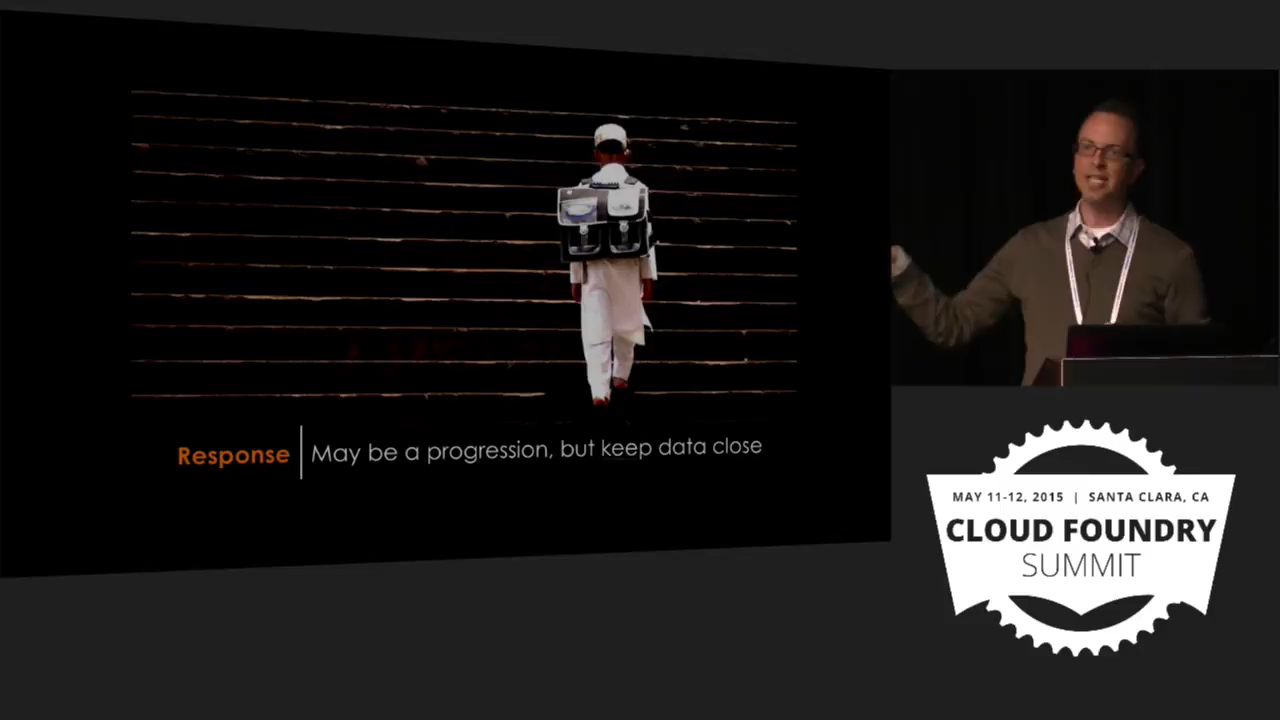 Response
May be a progression, but keep data close
MAY 11-12, 2015 | SANTA CLARA, CA
CLOUD FOUNDRY
SUMMIT